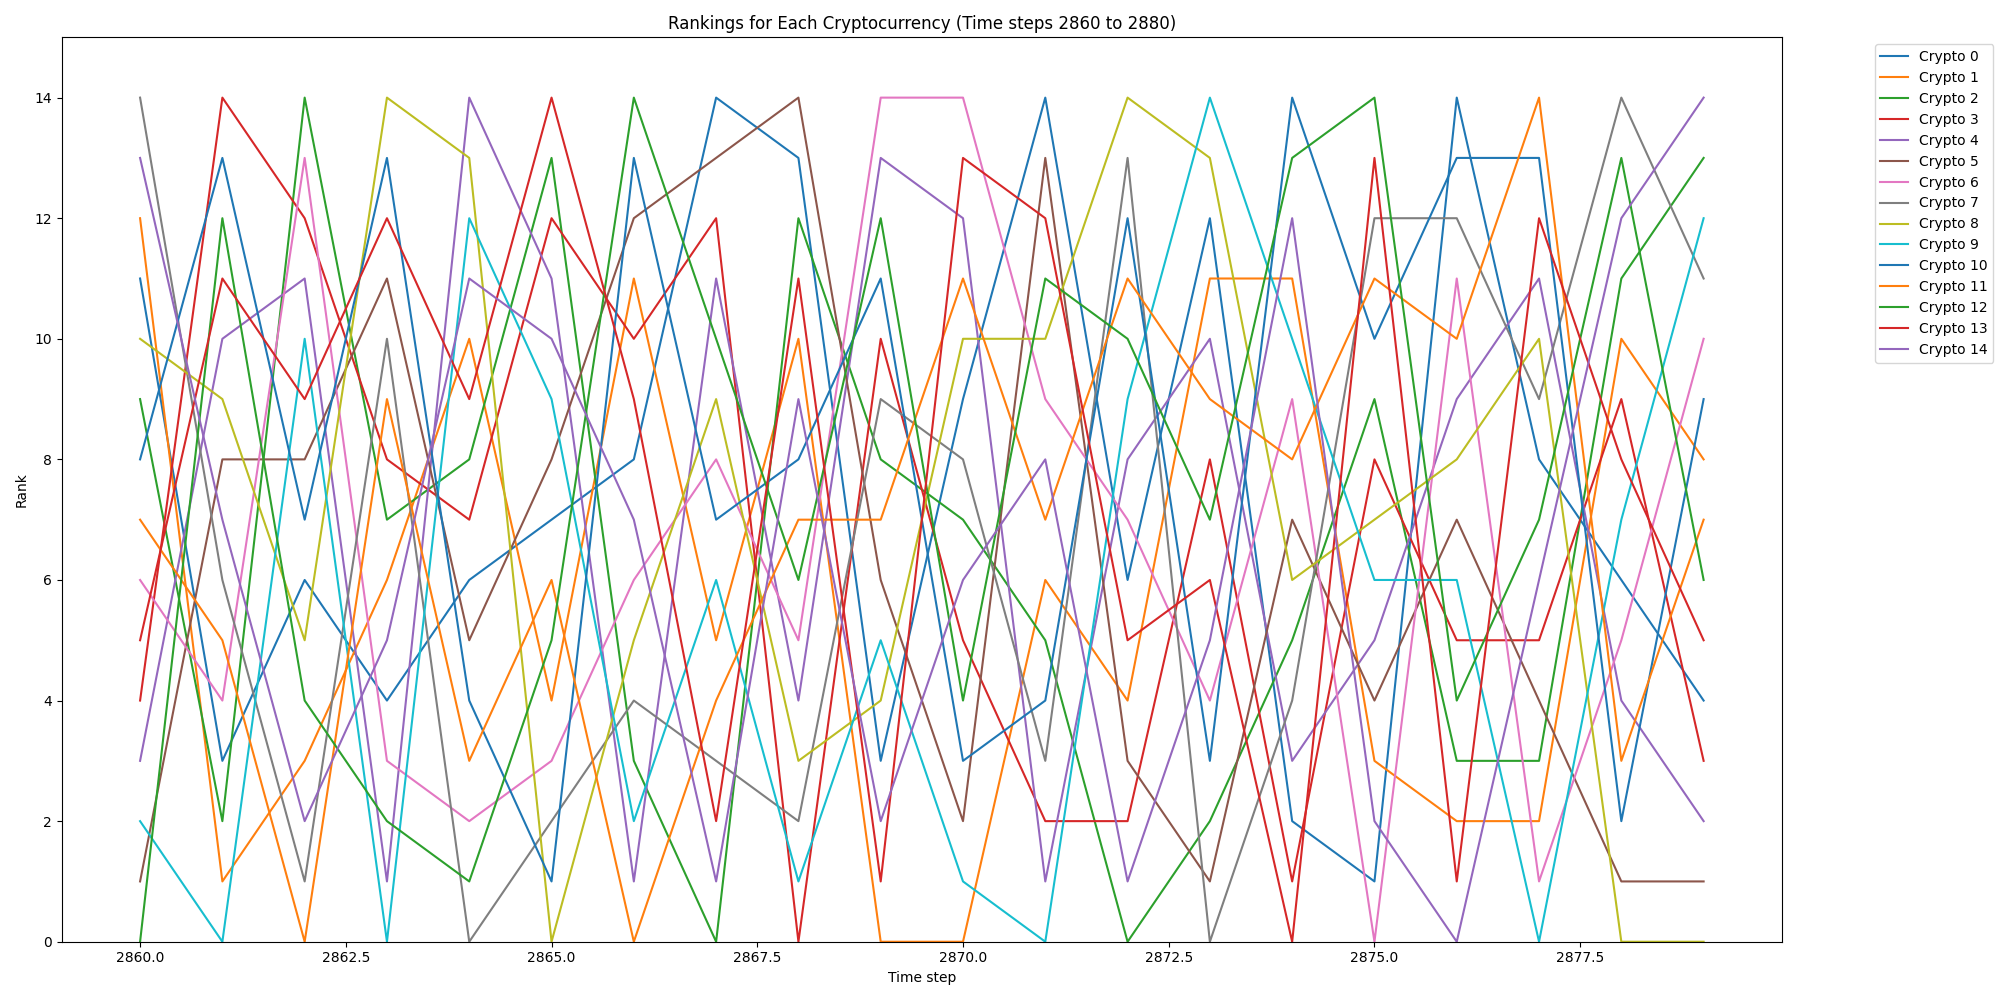 Rankings for Each Cryptocurrency (Time steps 2860 to 2880)
Rank
14
12
10
8
6
4
2
0
2860.0
2862.5
2865.0
2867.5
2870.0
2872.5
2875.0
2877.5
Time step
Crypto 0
Crypto 1
Crypto 2
Crypto 3
Crypto 4
Crypto 5
Crypto 6
Crypto 7
Crypto 8
Crypto 9
Crypto 10
Crypto 11
Crypto 12
Crypto 13
Crypto 14